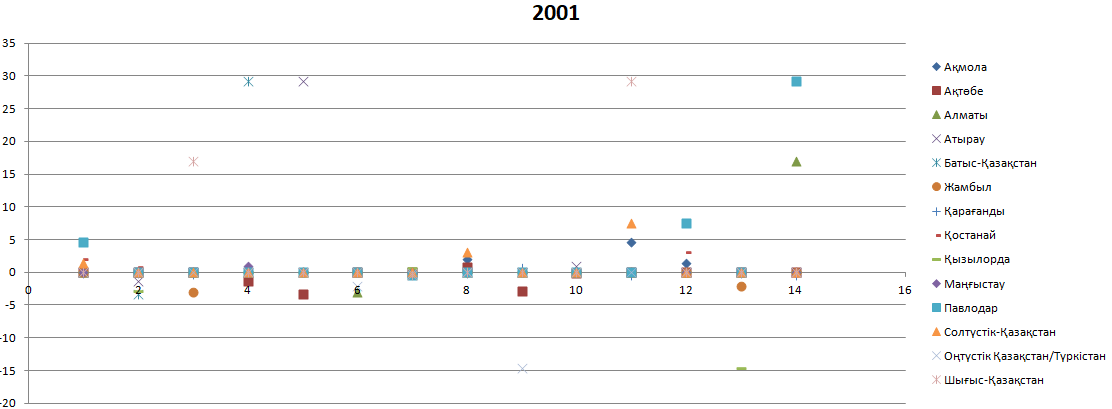 2001
35
30
25
20
15
10
5
0
-5
-10
-15
-20
0 2 4 6 8 10 12 14 16
Ақмола
Ақтөбе
Алматы
Атырау
Батыс-Қазақстан
Жамбыл
Қарағанды
Қостанай
Қызылорда
Маңғыстау
Павлодар
Солтүстік-Қазақстан
Оңтүстік Қазақстан/Түркістан
Шығыс-Қазақстан